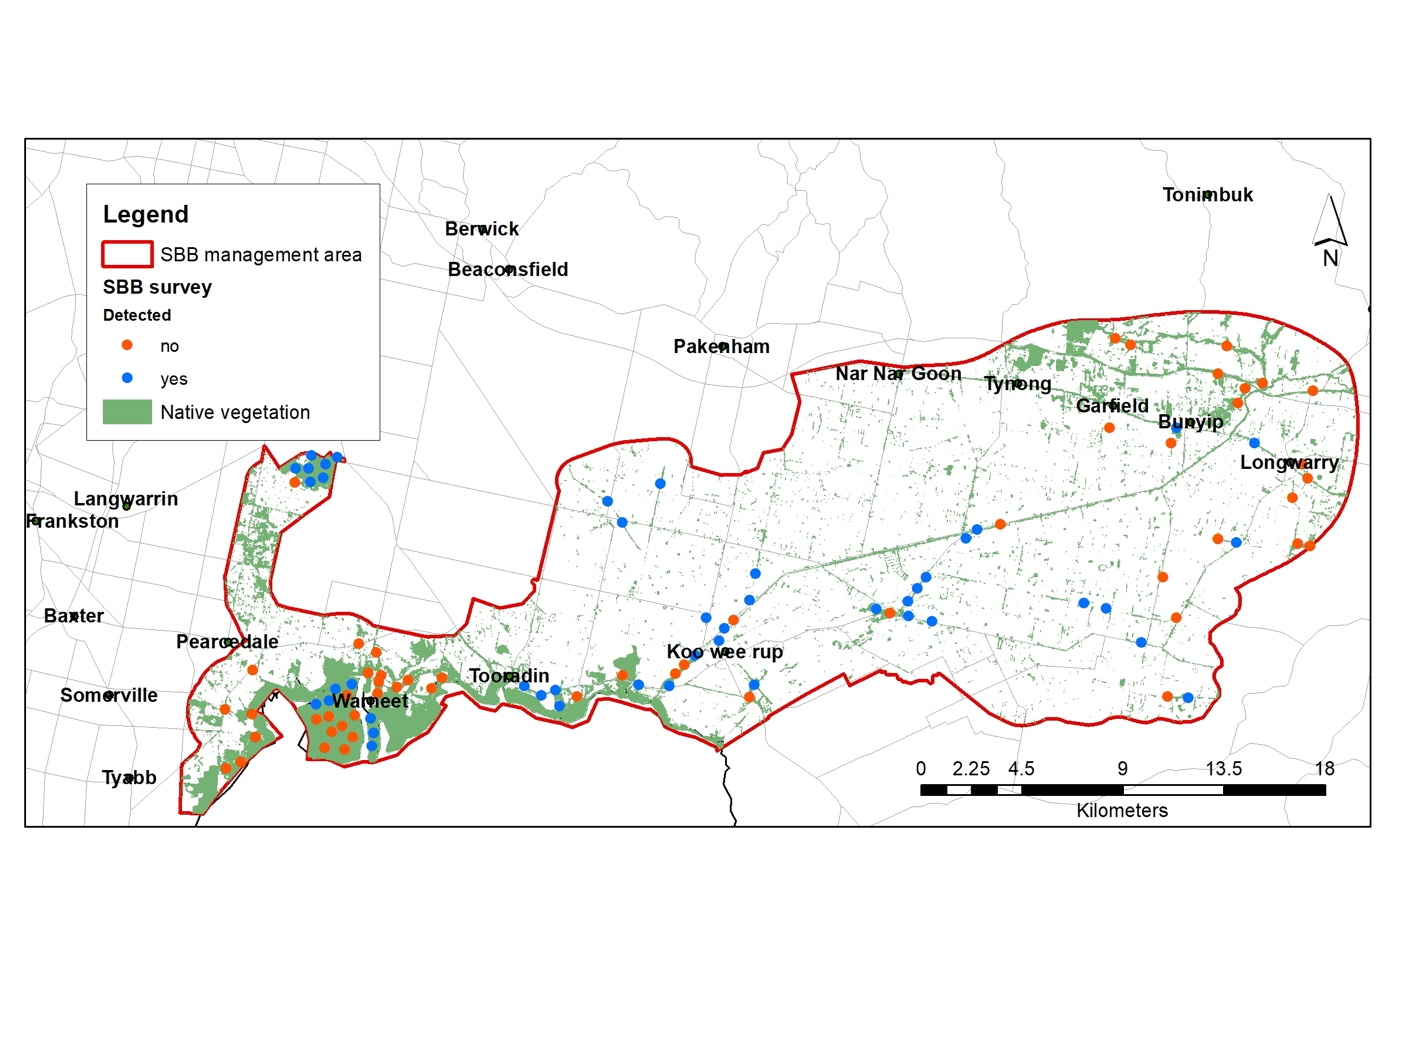 Tonimbuk
Legend
SBB management area
SBB survey
Detected
no
yes
Native vegetation
Berwick
Beaconsfield
N
Pakenham
Nar Nar Goon
Tynong
Garfield
Bunyip
Longwarry
Langwarrin
Frankston
Baxter
Pearcedale
Koo wee rup
Tooradin
Somerville
Warneet
Tyabb
0 2.25 4.5 9 13.5 18
Kilometers